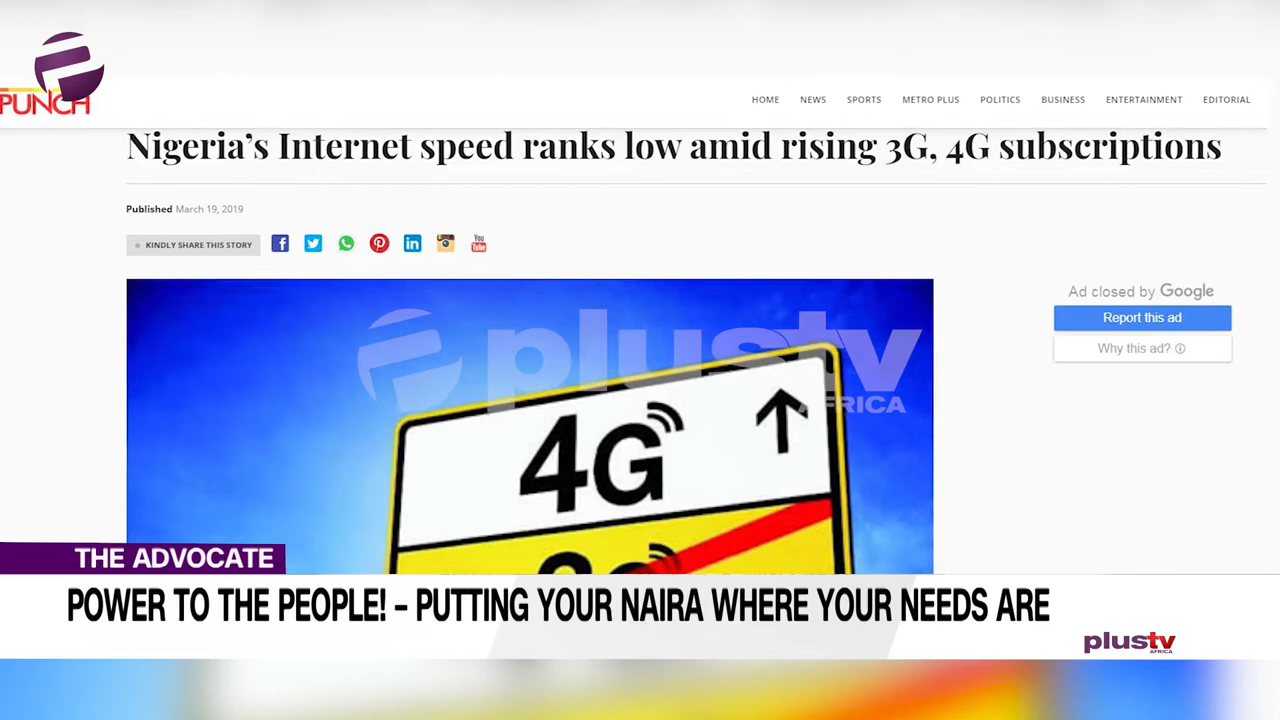 PUNCH
HOME NEWS SPORTS METRO PLUS POLITICS BUSINESS ENTERTAINMENT EDITORIAL
Nigeria's Internet speed ranks low amid rising 3G, 4G subscriptions
Published March 19, 2019
KINDLY SHARE THIS STORY
You
Tube
Ad closed by Google
Report this ad
Why this ad?
plustv
AFRICA
4G
THE ADVOCATE
POWER TO THE PEOPLE! – PUTTING YOUR NAIRA WHERE YOUR NEEDS ARE
plustv
AFRICA